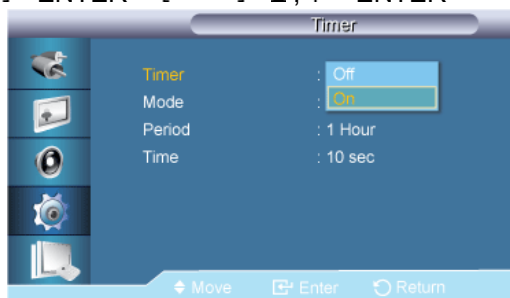 Timer
Timer : Off
Mode : On
Period : 1 Hour
Time : 10 sec
Move Enter Return